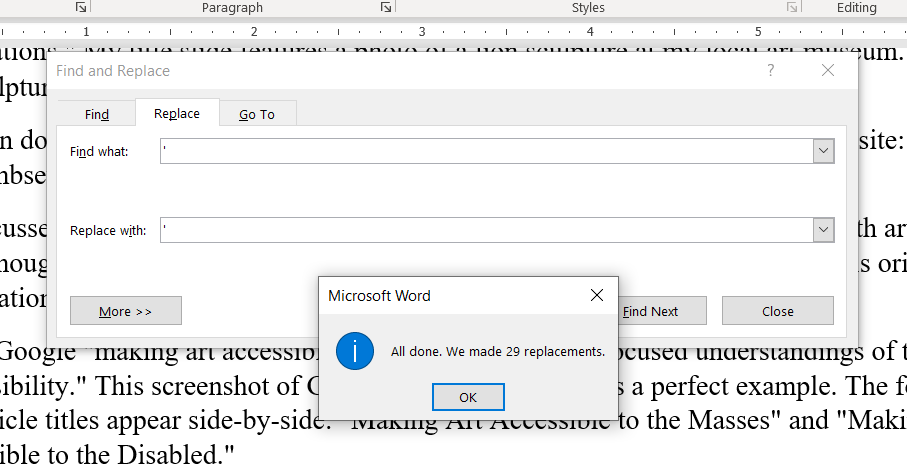 Paragraph Styles Editing
1 2 3 4 5
ations." My title slide features a photo of a lion sculpture at my local art museum.
Find and Replace ?
Find Replace Go To
n do site:
Find what: '
cusse th ar
Replace with: '
s ori
ation
More >> Find Next Close
Microsoft Word
All done. We made 29 replacements.
OK
Google "making art accessibl ocused understandings of t
sibility." This screenshot of s a perfect example. The fo
icle titles appear side-by-side: "Making Art Accessible to the Masses" and "Maki
ible to the Disabled."